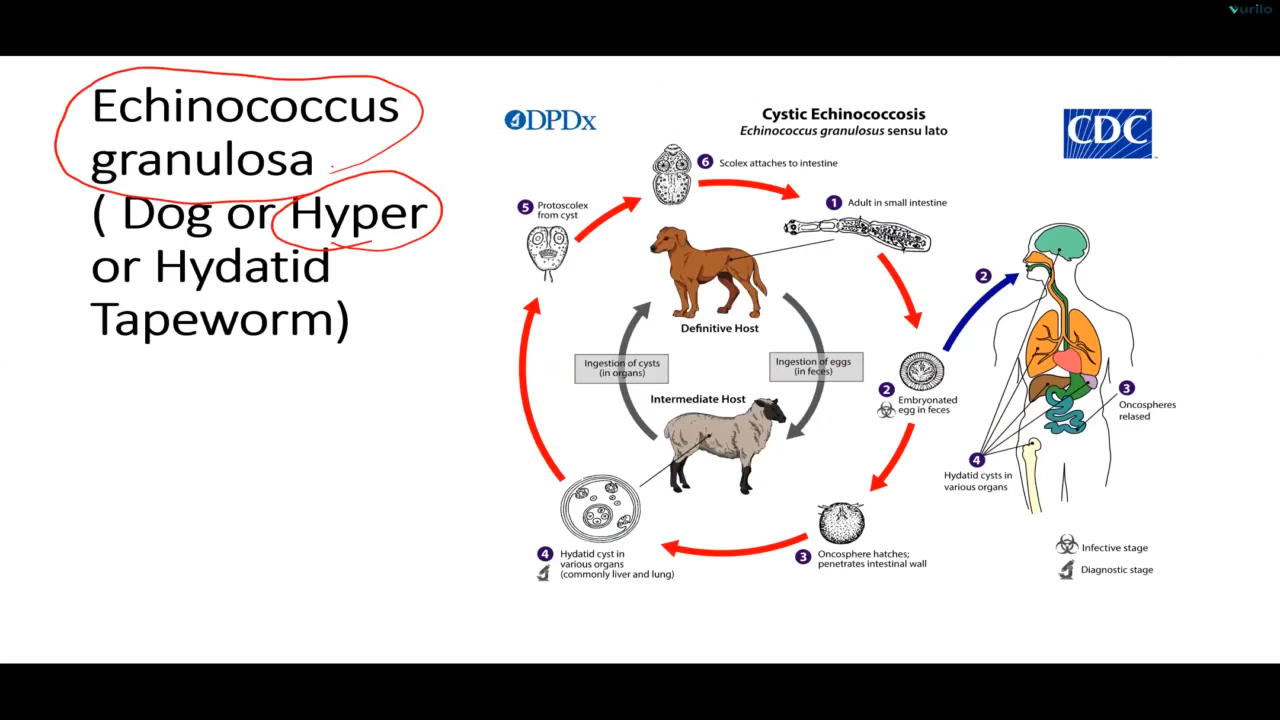 vurilo
Echinococcus
granulosa
( Dog or Hyper
or Hydatid
Tapeworm)
DPDx
Cystic Echinococcosis
Echinococcus granulosus sensu lato
CDC
6 Scolex attaches to intestine
5 Protoscolex
from cyst
1 Adult in small intestine
2
Definitive Host
Ingestion of cysts
(in organs)
Ingestion of eggs
(in feces)
Intermediate Host
2 Embryonated
egg in feces
3 Oncospheres
relased
4 Hydatid cysts in
various organs
4 Hydatid cyst in
various organs
(commonly liver and lung)
3 Oncosphere hatches;
penetrates intestinal wall
Infective stage
Diagnostic stage